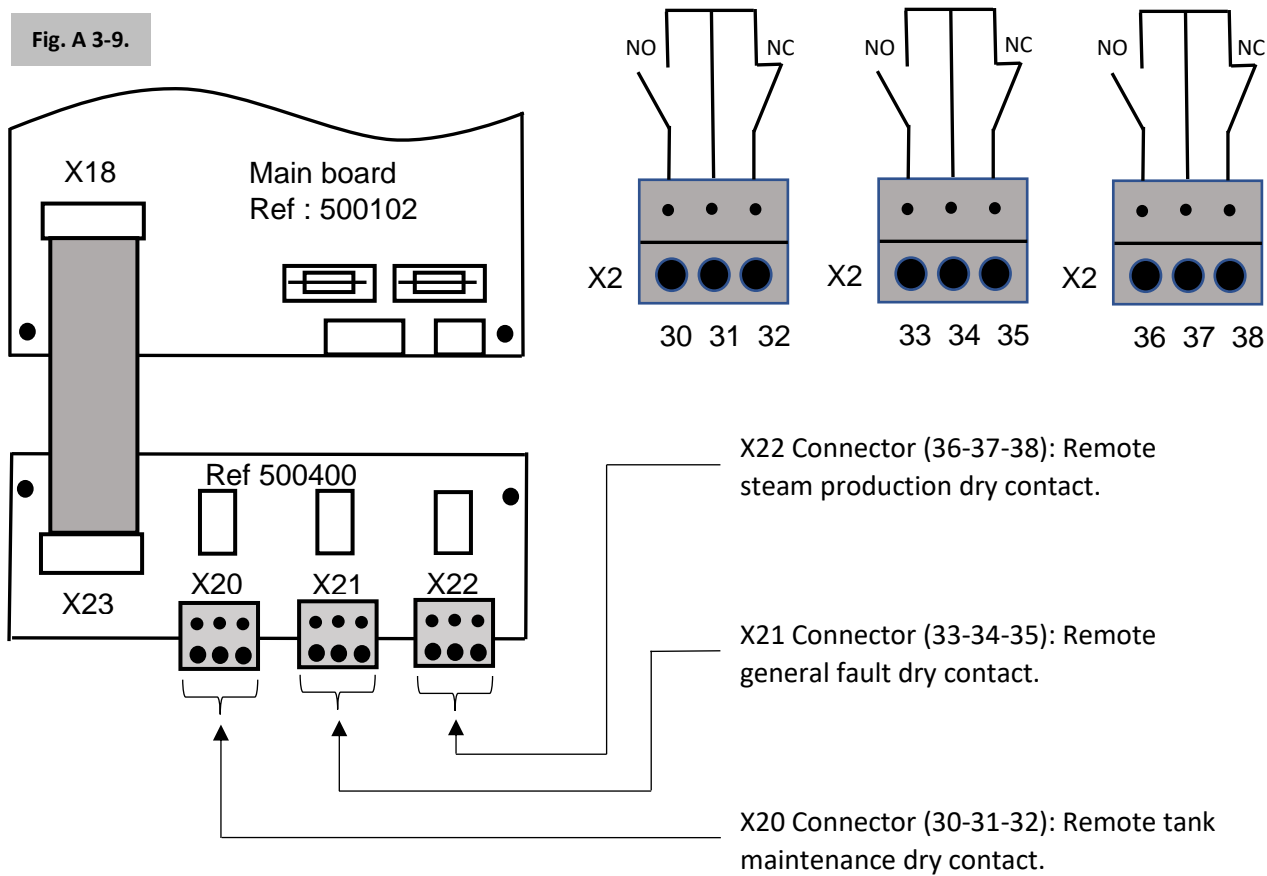 Fig. A 3-9.
NO NC NO NC NO NC
X18
Main board
Ref : 500102
X2 X2 X2
30 31 32 33 34 35 36 37 38
X22 Connector (36-37-38): Remote
steam production dry contact.
Ref 500400
X20 X21 X22
X23
X21 Connector (33-34-35): Remote
general fault dry contact.
X20 Connector (30-31-32): Remote tank
maintenance dry contact.